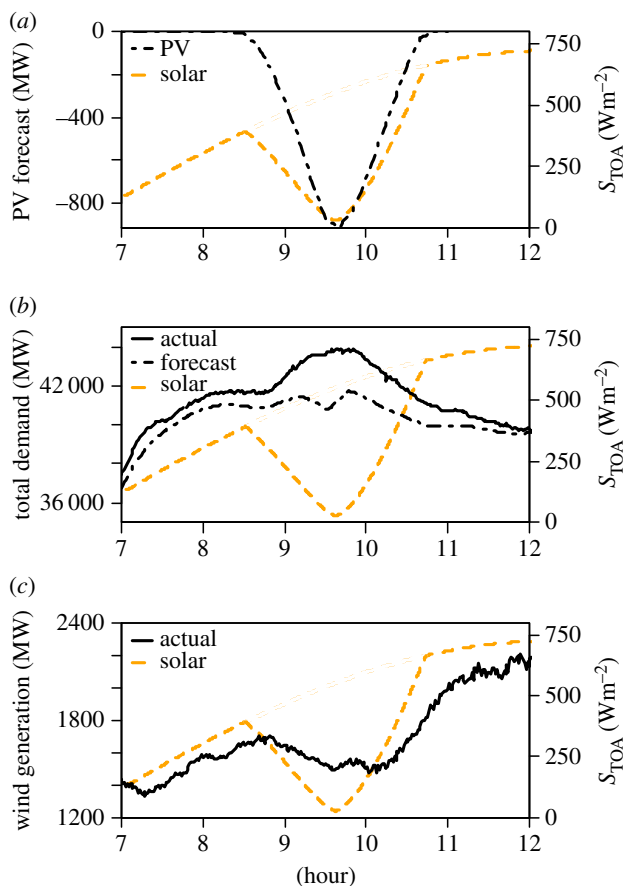 (a)
PV forecast (MW)
0
–400
–800
PV
solar
750
500
250
0
S_TOA (Wm–2)
7 8 9 10 11 12
(b)
total demand (MW)
42 000
36 000
actual
forecast
solar
750
500
250
0
S_TOA (Wm–2)
7 8 9 10 11 12
(c)
wind generation (MW)
2400
1800
1200
actual
solar
750
500
250
0
S_TOA (Wm–2)
7 8 9 10 11 12
(hour)